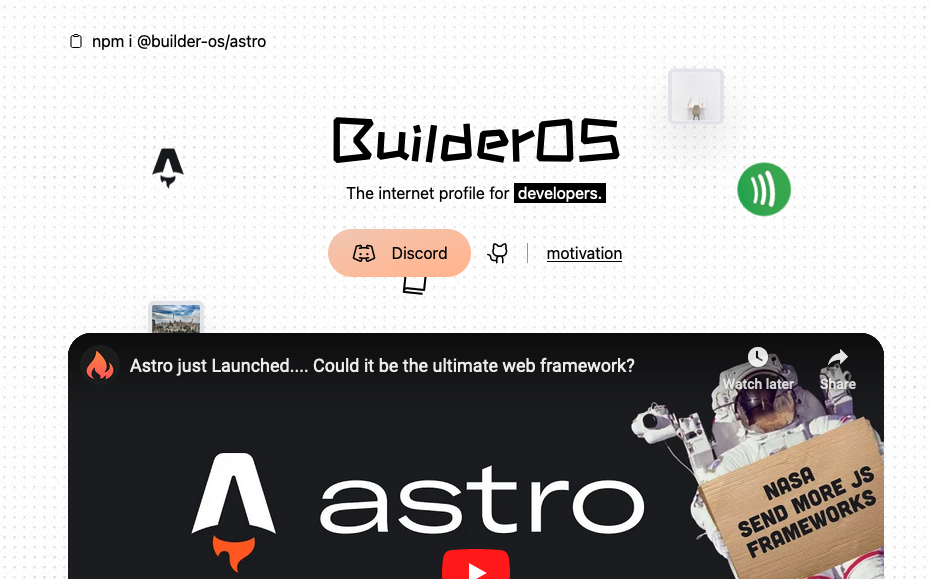 npm i @builder-os/astro
BuilderOS
The internet profile for developers.
Discord
motivation
Astro just Launched.... Could it be the ultimate web framework?
Watch later
Share
astro
NASA
SEND MORE JS
FRAMEWORKS